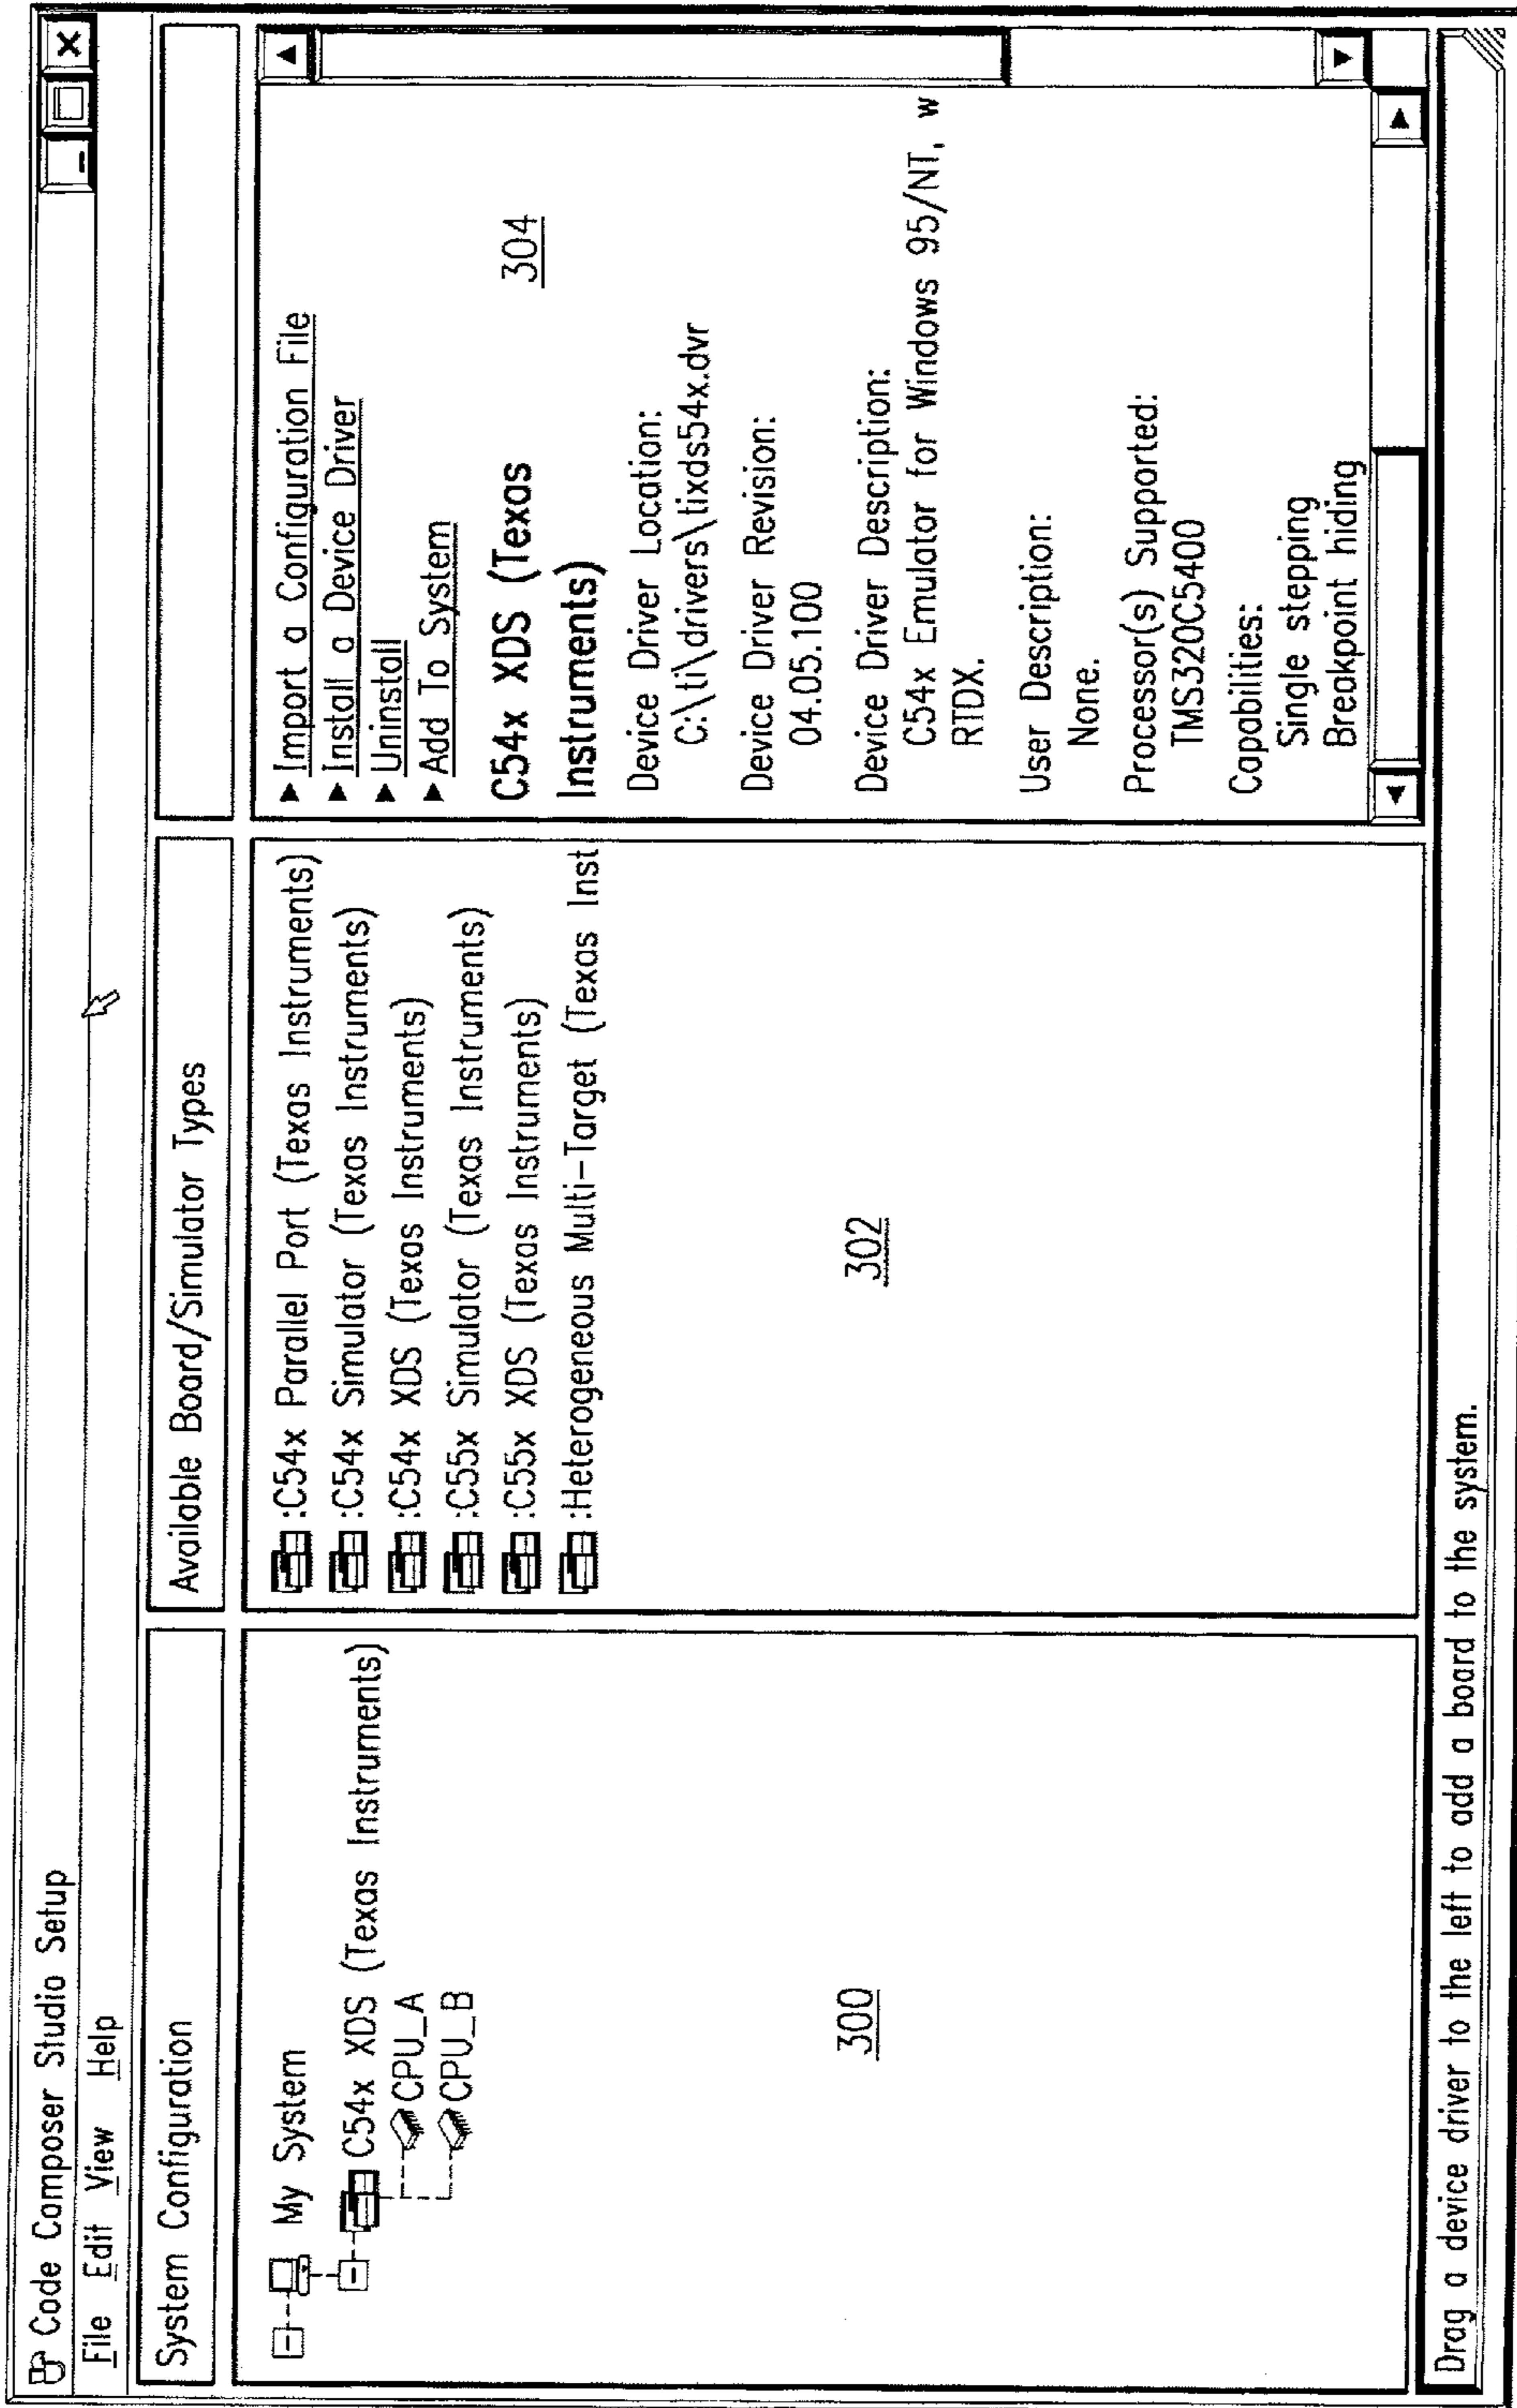 Code Composer Studio Setup
File Edit View Help
System Configuration
My System
C54x XDS (Texas Instruments)
CPU_A
CPU_B
300
Available Board/Simulator Types
:C54x Parallel Port (Texas Instruments)
:C54x Simulator (Texas Instruments)
:C54x XDS (Texas Instruments)
:C55x Simulator (Texas Instruments)
:C55x XDS (Texas Instruments)
:Heterogeneous Multi-Target (Texas Inst
302
Import a Configuration File
Install a Device Driver
Uninstall
Add To System
304
C54x XDS (Texas
Instruments)
Device Driver Location:
C:\ti\drivers\tixds54x.dvr
Device Driver Revision:
04.05.100
Device Driver Description:
C54x Emulator for Windows 95/NT, w
RTDX.
User Description:
None.
Processor(s) Supported:
TMS320C5400
Capabilities:
Single stepping
Breakpoint hiding
Drag a device driver to the left to add a board to the system.